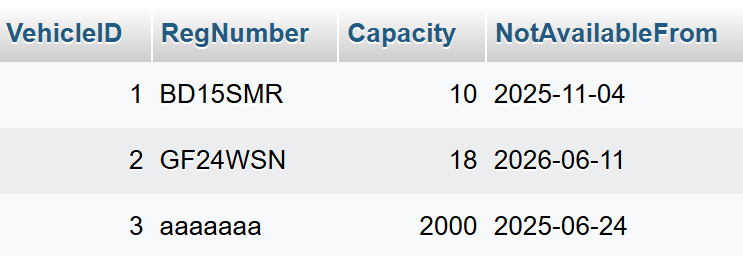 VehicleID RegNumber Capacity NotAvailableFrom
1 BD15SMR 10 2025-11-04
2 GF24WSN 18 2026-06-11
3 aaaaaaa 2000 2025-06-24